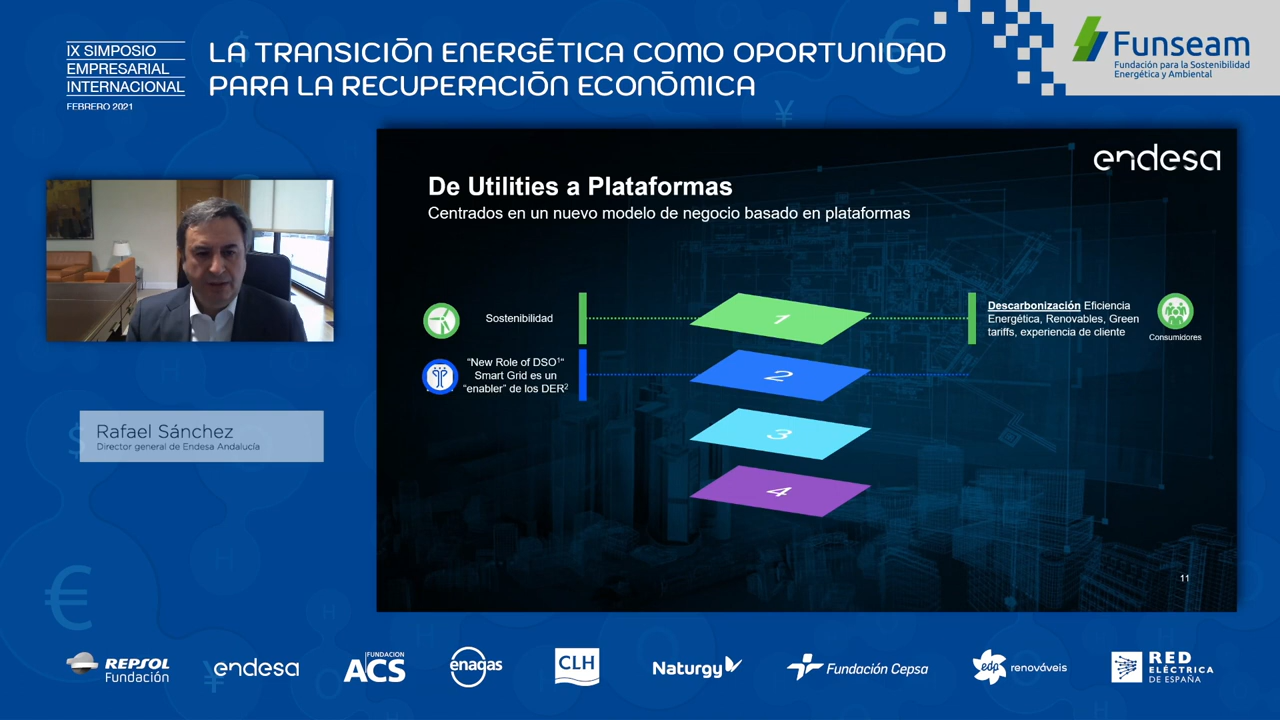 IX SIMPOSIO
EMPRESARIAL
INTERNACIONAL
FEBRERO 2021
LA TRANSICIÓN ENERGÉTICA COMO OPORTUNIDAD
PARA LA RECUPERACIÓN ECONÓMICA
Funseam
Fundación para la Sostenibilidad
Energética y Ambiental
endesa
De Utilities a Plataformas
Centrados en un nuevo modelo de negocio basado en plataformas
Sostenibilidad
1
Descarbonización Eficiencia
Energética, Renovables, Green
tariffs, experiencia de cliente
Consumidores
“New Role of DSO¹“
Smart Grid es un
“enabler” de los DER²
2
3
4
11
Rafael Sánchez
Director general de Endesa Andalucía
REPSOL
Fundación
endesa
FUNDACION
ACS
enagas
CLH
Naturgy
Fundación Cepsa
edp
renováveis
RED
ELÉCTRICA
DE ESPAÑA